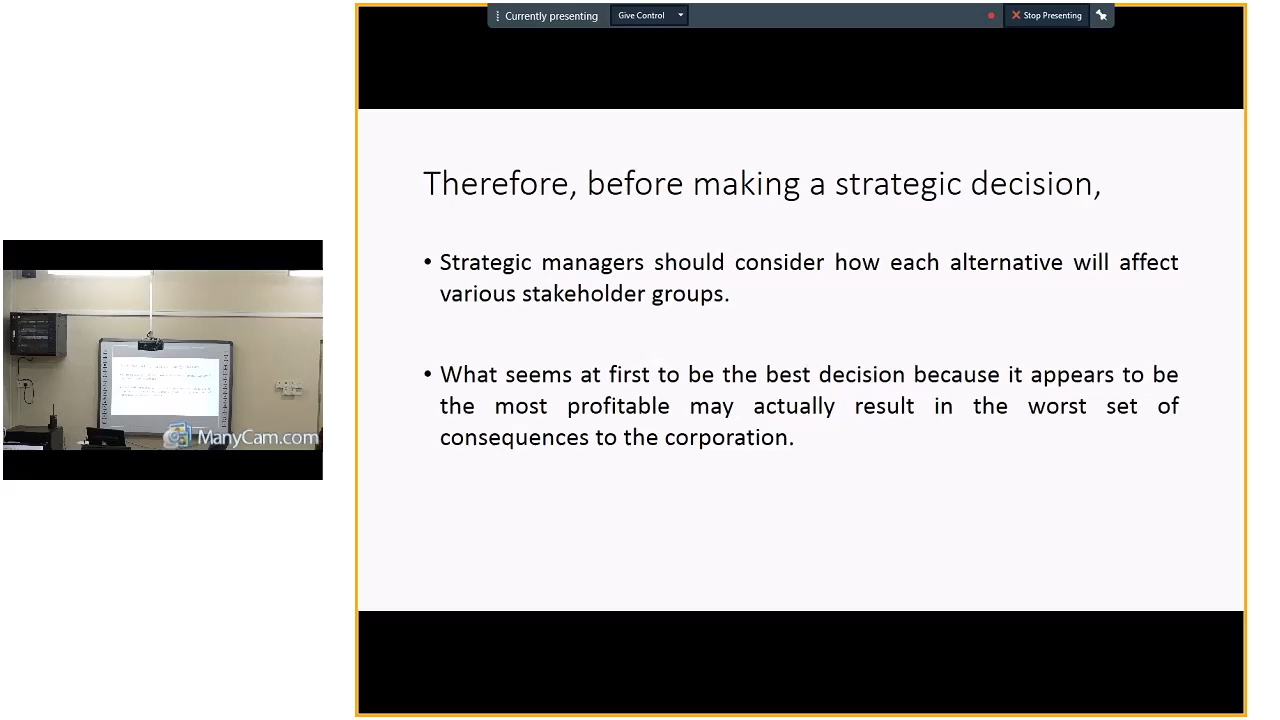 Currently presenting
Give Control
Stop Presenting
Therefore, before making a strategic decision,
• Strategic managers should consider how each alternative will affect
various stakeholder groups.
• What seems at first to be the best decision because it appears to be
the most profitable may actually result in the worst set of
consequences to the corporation.
ManyCam.com